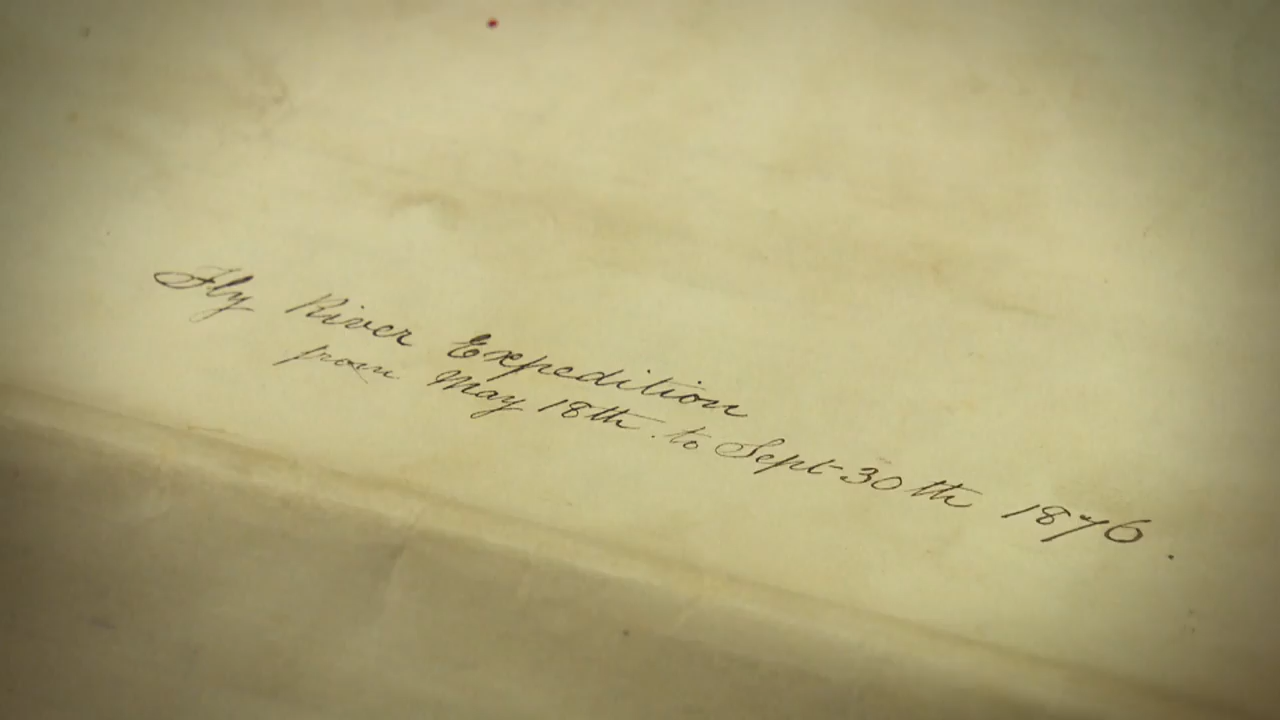 Fly River Expedition
from May 18th. to Sept 30th 1876.